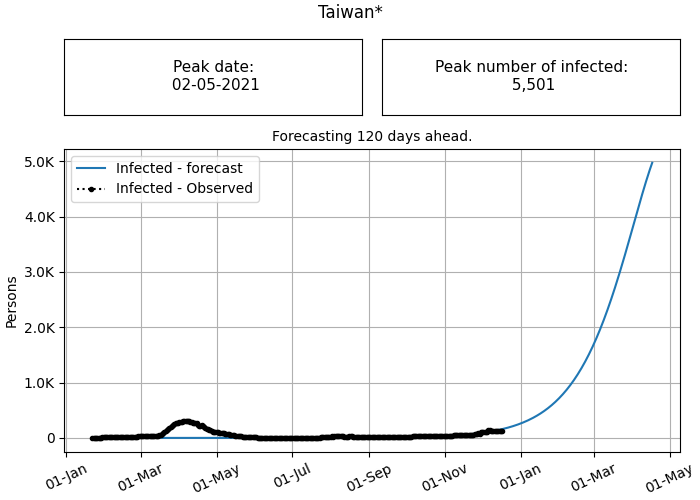 Taiwan*
Peak date:
02-05-2021
Peak number of infected:
5,501
Forecasting 120 days ahead.
Infected - forecast
Infected - Observed
Persons
5.0K
4.0K
3.0K
2.0K
1.0K
0
01-Jan
01-Mar
01-May
01-Jul
01-Sep
01-Nov
01-Jan
01-Mar
01-May